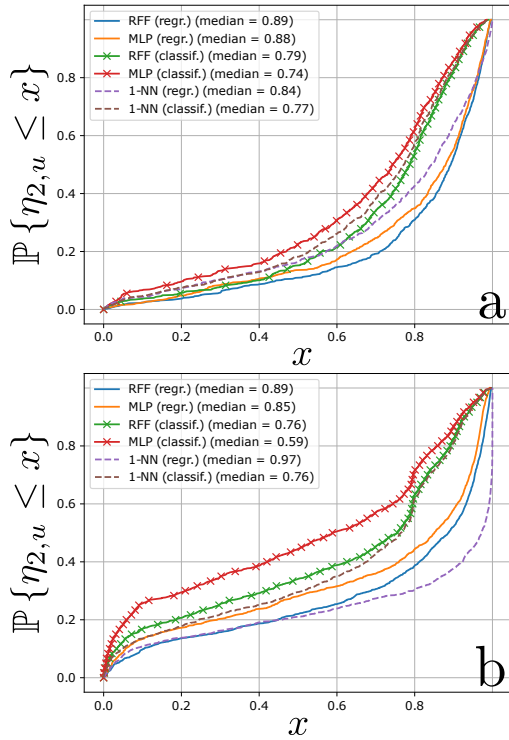 RFF (regr.) (median = 0.89)
MLP (regr.) (median = 0.88)
RFF (classif.) (median = 0.79)
MLP (classif.) (median = 0.74)
1-NN (regr.) (median = 0.84)
1-NN (classif.) (median = 0.77)
0.8
0.6
0.4
0.2
0.0
ℙ {η₂,ᵤ ≤ x}
0.0 0.2 0.4 0.6 0.8
x
a
RFF (regr.) (median = 0.89)
MLP (regr.) (median = 0.85)
RFF (classif.) (median = 0.76)
MLP (classif.) (median = 0.59)
1-NN (regr.) (median = 0.97)
1-NN (classif.) (median = 0.76)
0.8
0.6
0.4
0.2
0.0
ℙ {η₂,ᵤ ≤ x}
0.0 0.2 0.4 0.6 0.8
x
b